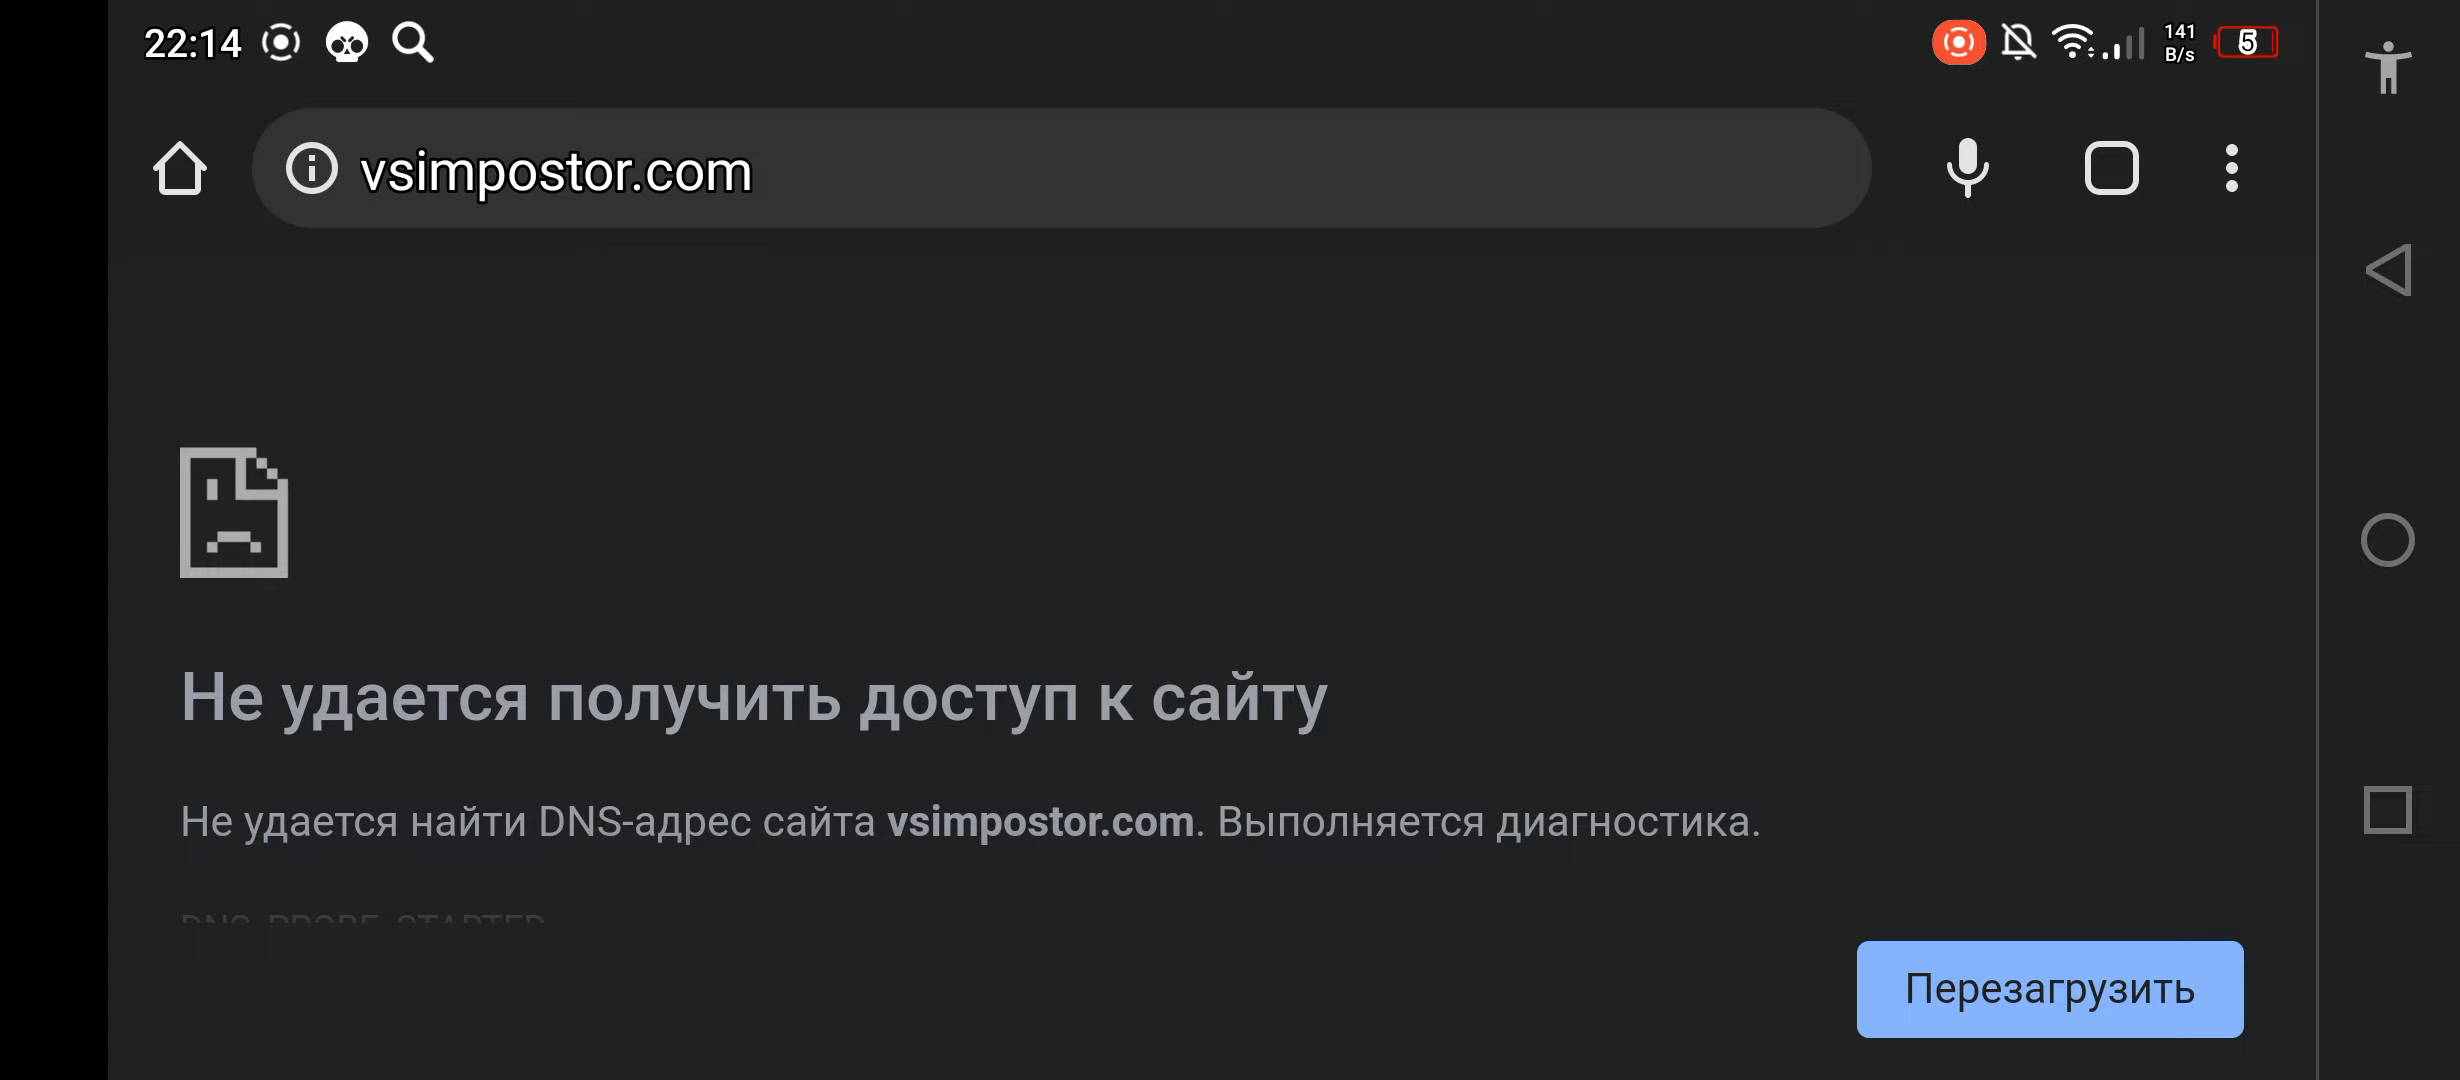 22:14
141
B/s
5
vsimpostor.com
Не удается получить доступ к сайту
Не удается найти DNS-адрес сайта vsimpostor.com. Выполняется диагностика.
DNS_PROBE_STARTED
Перезагрузить